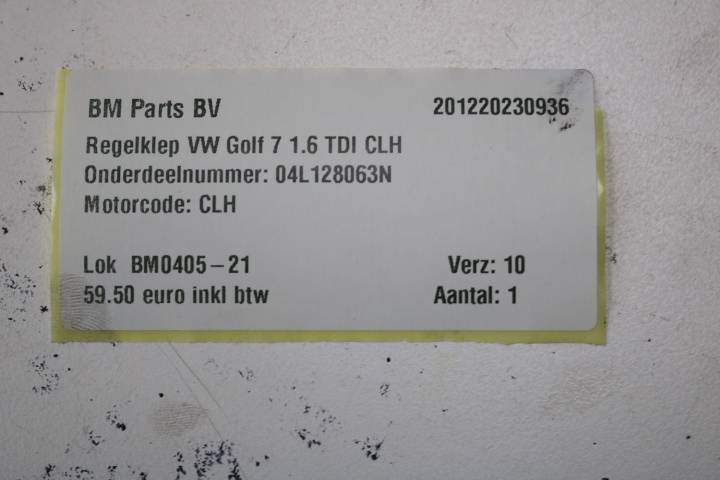 BM Parts BV 201220230936
Regelklep VW Golf 7 1.6 TDI CLH
Onderdeelnummer: 04L128063N
Motorcode: CLH
Lok BM0405-21 Verz: 10
59.50 euro inkl btw Aantal: 1